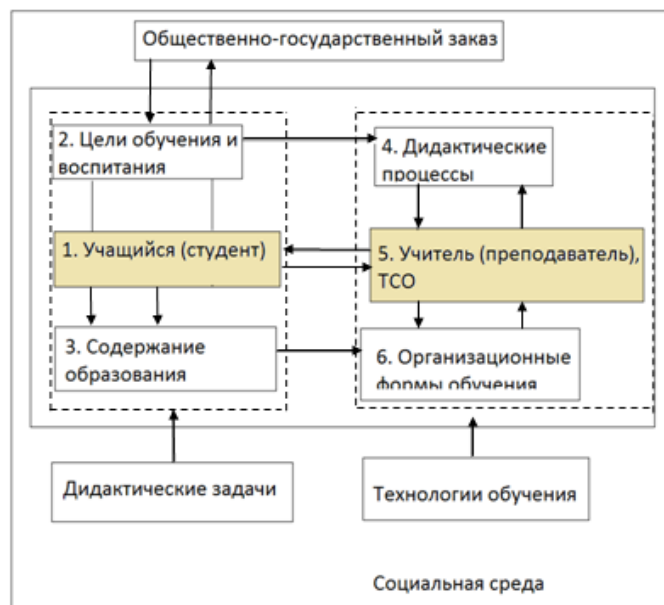 Общественно-государственный заказ
2. Цели обучения и
воспитания
4. Дидактические
процессы
1. Учащийся (студент)
5. Учитель (преподаватель),
ТСО
3. Содержание
образования
6. Организационные
формы обучения
Дидактические задачи
Технологии обучения
Социальная среда